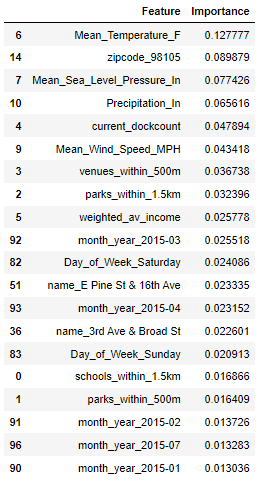 Feature Importance
6 Mean_Temperature_F 0.127777
14 zipcode_98105 0.089879
7 Mean_Sea_Level_Pressure_In 0.077426
10 Precipitation_In 0.065616
4 current_dockcount 0.047894
9 Mean_Wind_Speed_MPH 0.043418
3 venues_within_500m 0.036738
2 parks_within_1.5km 0.032396
5 weighted_av_income 0.025778
92 month_year_2015-03 0.025518
82 Day_of_Week_Saturday 0.024086
51 name_E Pine St & 16th Ave 0.023335
93 month_year_2015-04 0.023152
36 name_3rd Ave & Broad St 0.022601
83 Day_of_Week_Sunday 0.020913
0 schools_within_1.5km 0.016866
1 parks_within_500m 0.016409
91 month_year_2015-02 0.013726
96 month_year_2015-07 0.013283
90 month_year_2015-01 0.013036